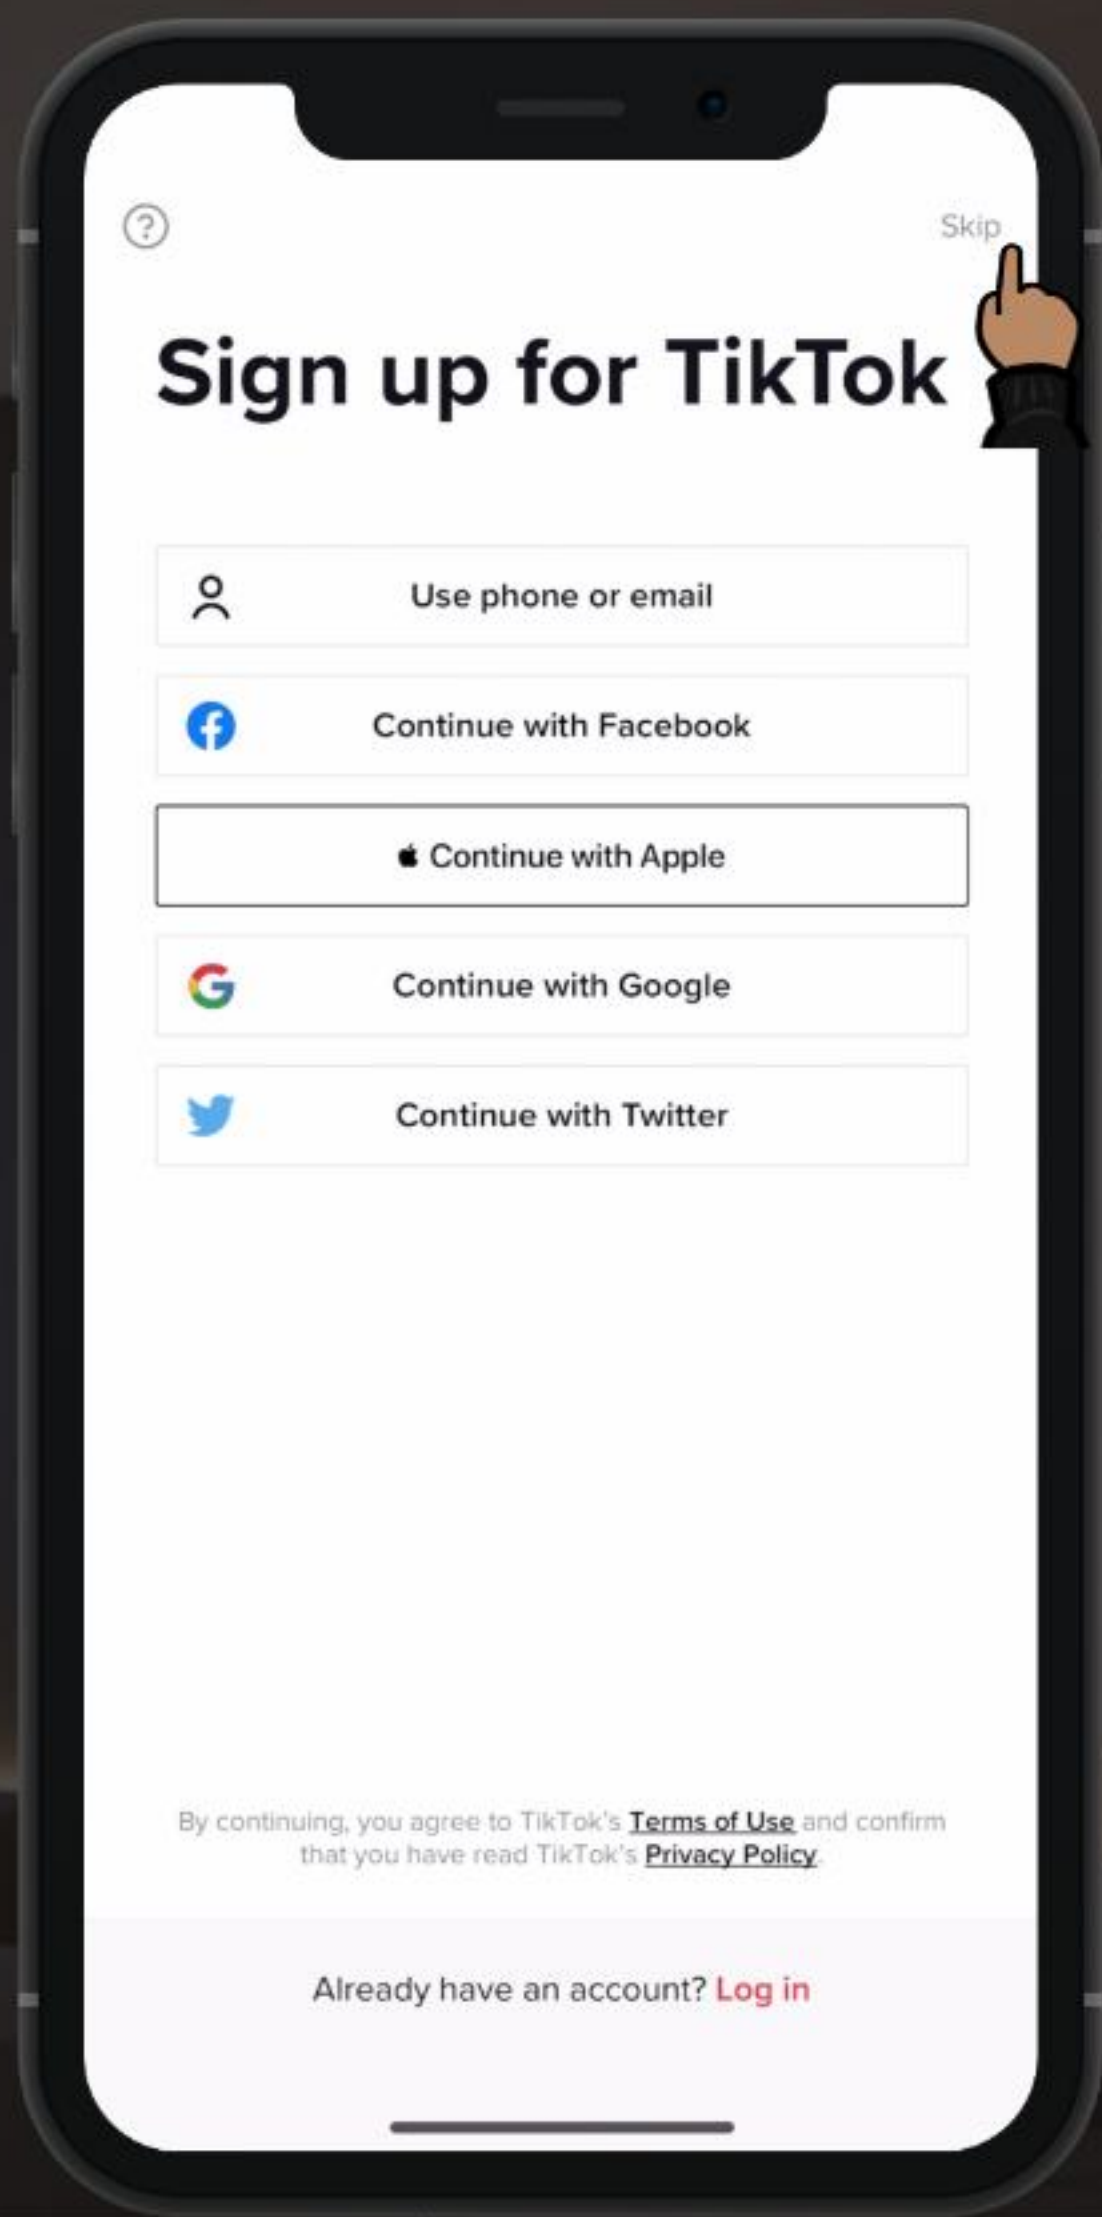 Skip
Sign up for TikTok
Use phone or email
Continue with Facebook
Continue with Apple
Continue with Google
Continue with Twitter
By continuing, you agree to TikTok's Terms of Use and confirm
that you have read TikTok's Privacy Policy.
Already have an account? Log in